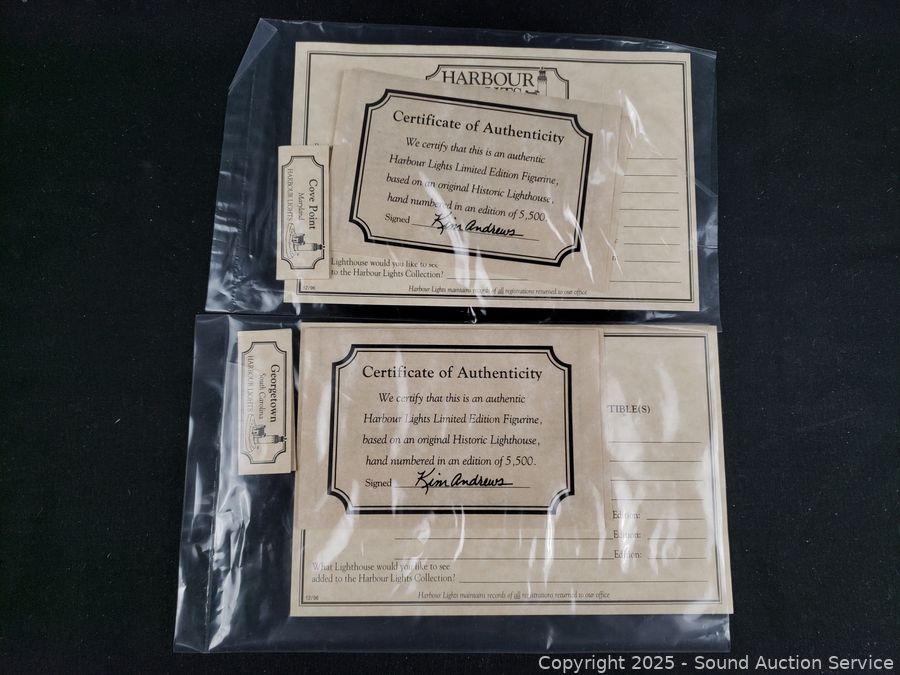 HARBOUR
LIGHTS
Certificate of Authenticity
We certify that this is an authentic
Harbour Lights Limited Edition Figurine,
based on an original Historic Lighthouse,
hand numbered in an edition of 5,500.
Signed Kim Andrews
Cove Point
Maryland
HARBOUR LIGHTS
Lighthouse would you like to see
to the Harbour Lights Collection?
12/96
Harbour Lights maintains records of all registrations returned to our office
Georgetown
South Carolina
HARBOUR LIGHTS
Certificate of Authenticity
We certify that this is an authentic
Harbour Lights Limited Edition Figurine,
based on an original Historic Lighthouse,
hand numbered in an edition of 5,500.
Signed Kim Andrews
TIBLE(S)
Edition:
Edition:
Edition:
What Lighthouse would you like to see
added to the Harbour Lights Collection?
12/96
Harbour Lights maintains records of all registrations returned to our office
Copyright 2025 - Sound Auction Service